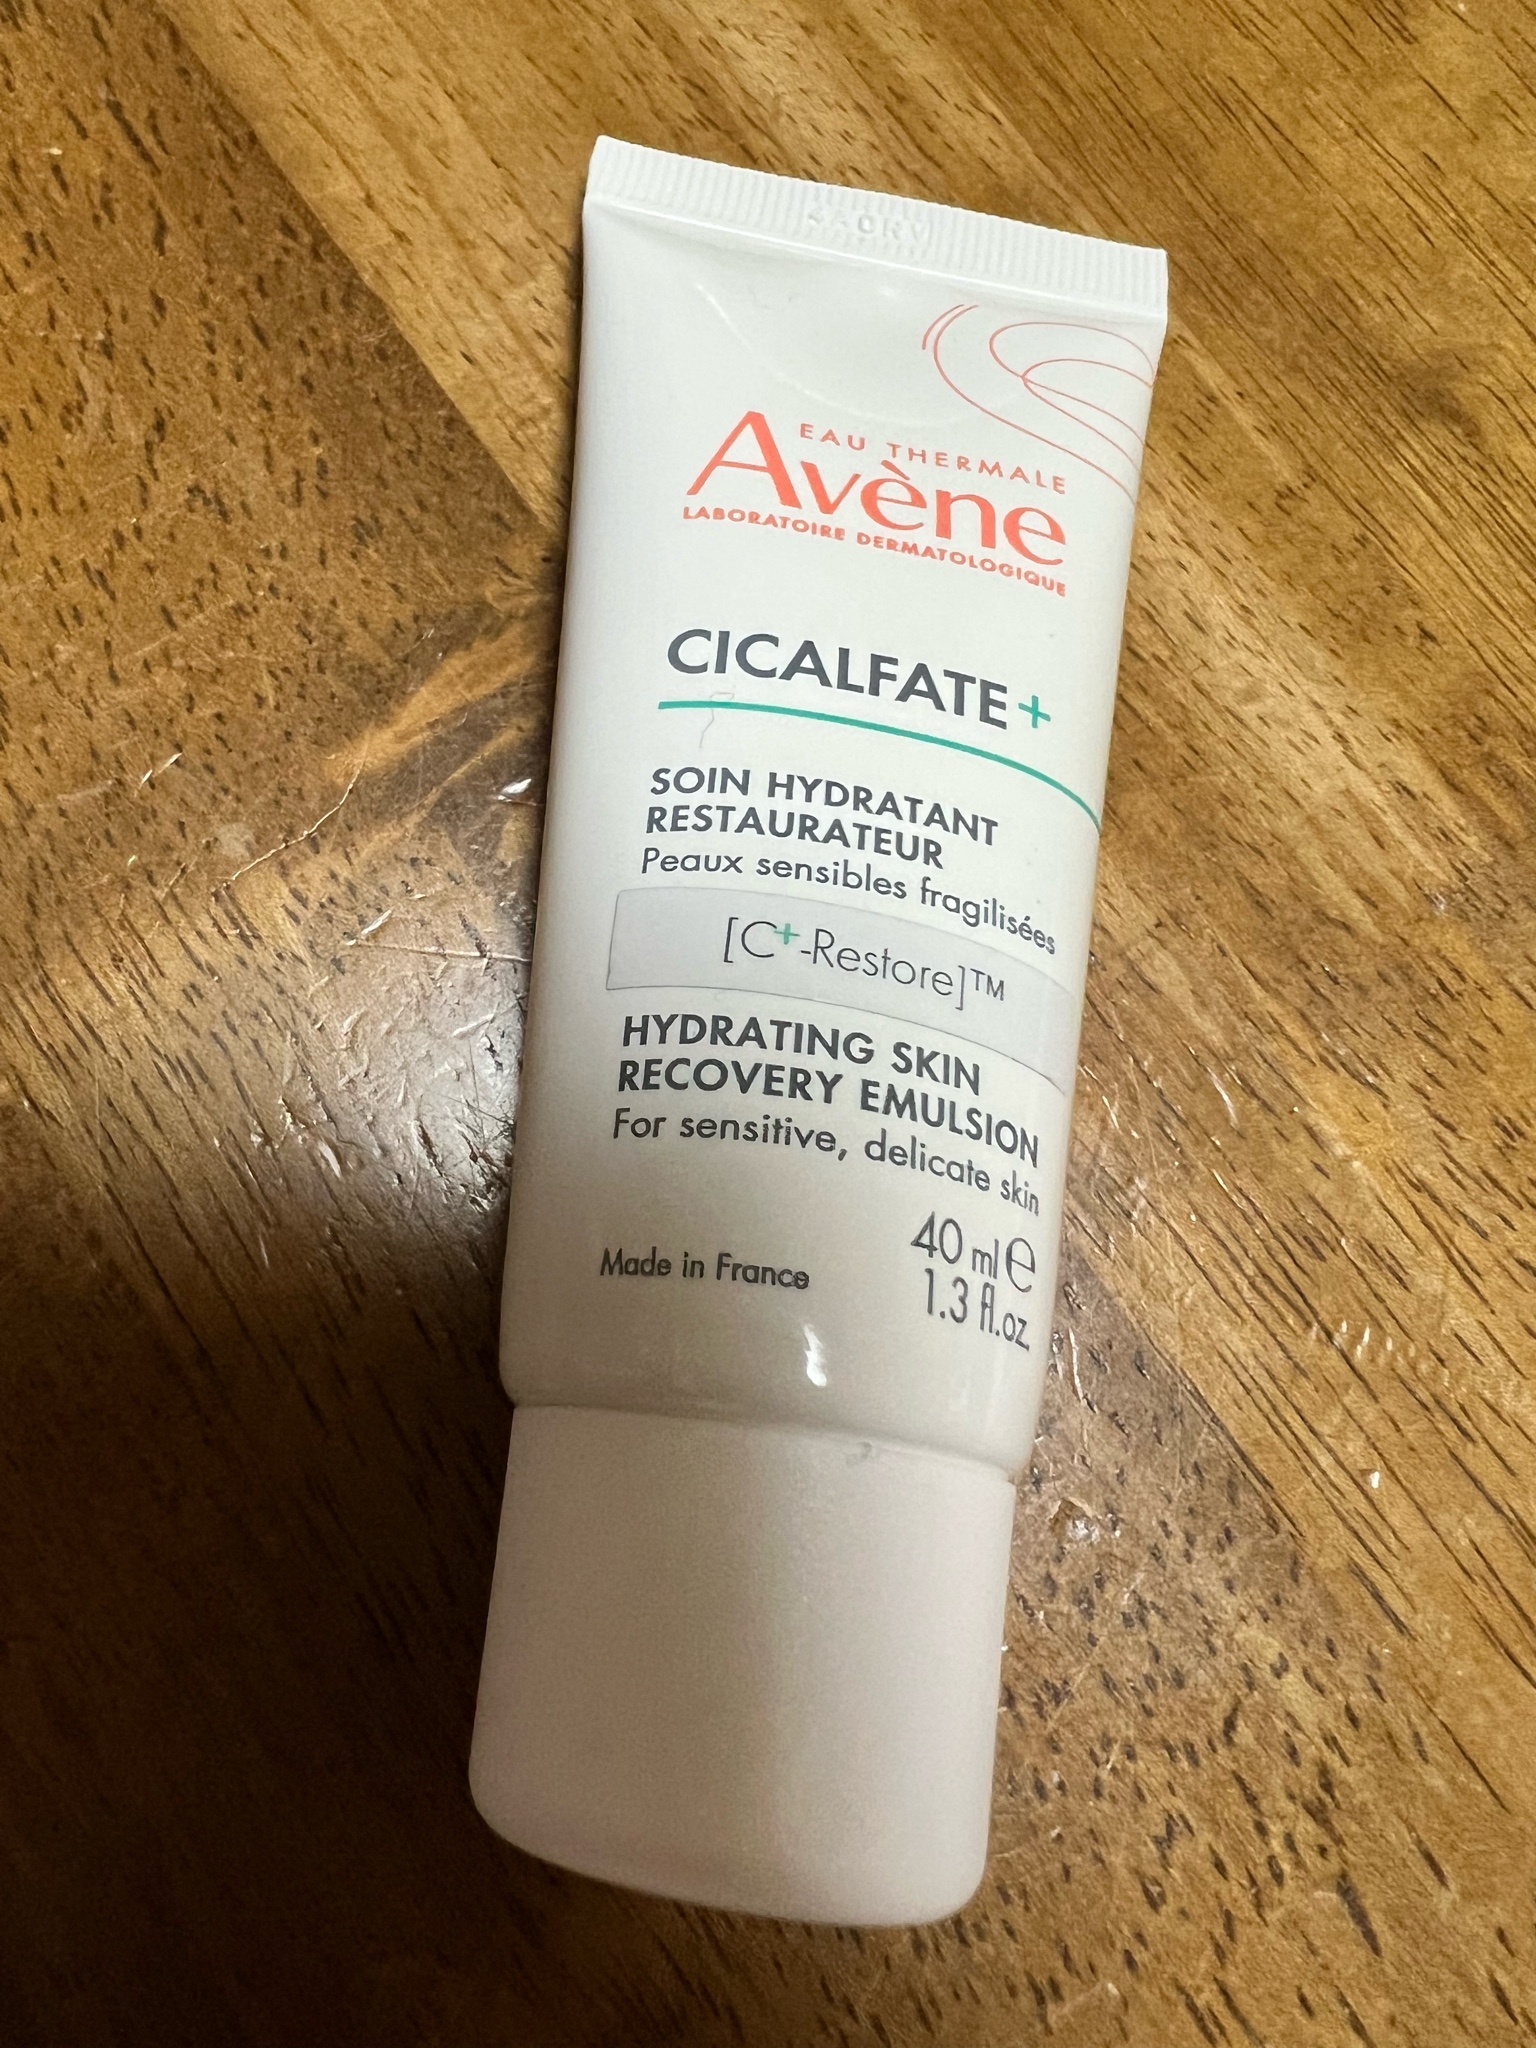 EAU THERMALE
Avène
LABORATOIRE DERMATOLOGIQUE
CICALFATE+
SOIN HYDRATANT
RESTAURATEUR
Peaux sensibles fragilisées
[C+-Restore]™
HYDRATING SKIN
RECOVERY EMULSION
For sensitive, delicate skin
40 ml e
1.3 fl.oz
Made in France